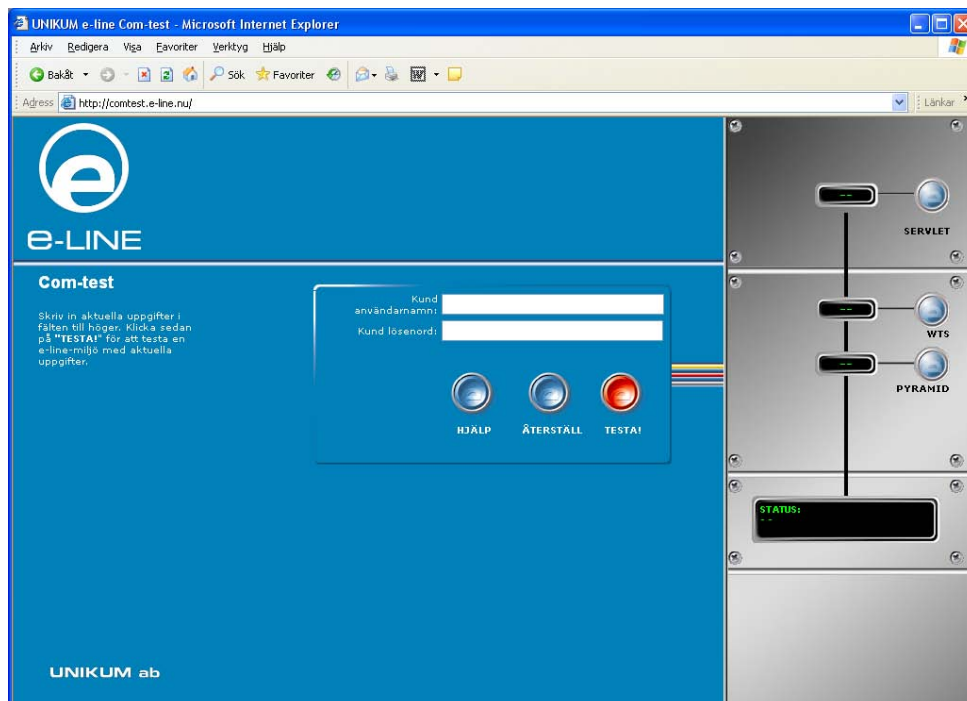 UNIKUM e-line Com-test - Microsoft Internet Explorer
Arkiv Redigera Visa Favoriter Verktyg Hjälp
Bakåt Sök Favoriter
Adress http://comtest.e-line.nu/ Länkar
e-LINE
Com-test
Skriv in aktuella uppgifter i
fälten till höger. Klicka sedan
på "TESTA!" för att testa en
e-line-miljö med aktuella
uppgifter.
Kund
användarnamn:
Kund lösenord:
HJÄLP ÅTERSTÄLL TESTA!
--
SERVLET
--
WTS
--
PYRAMID
STATUS:
--
UNIKUM ab